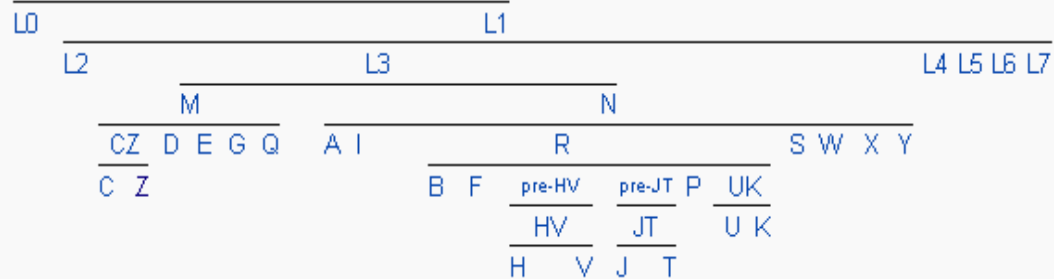 L0 L1
L2 L3 L4 L5 L6 L7
M N
CZ D E G Q A I R S W X Y
C Z B F pre-HV pre-JT P UK
HV JT U K
H V J T